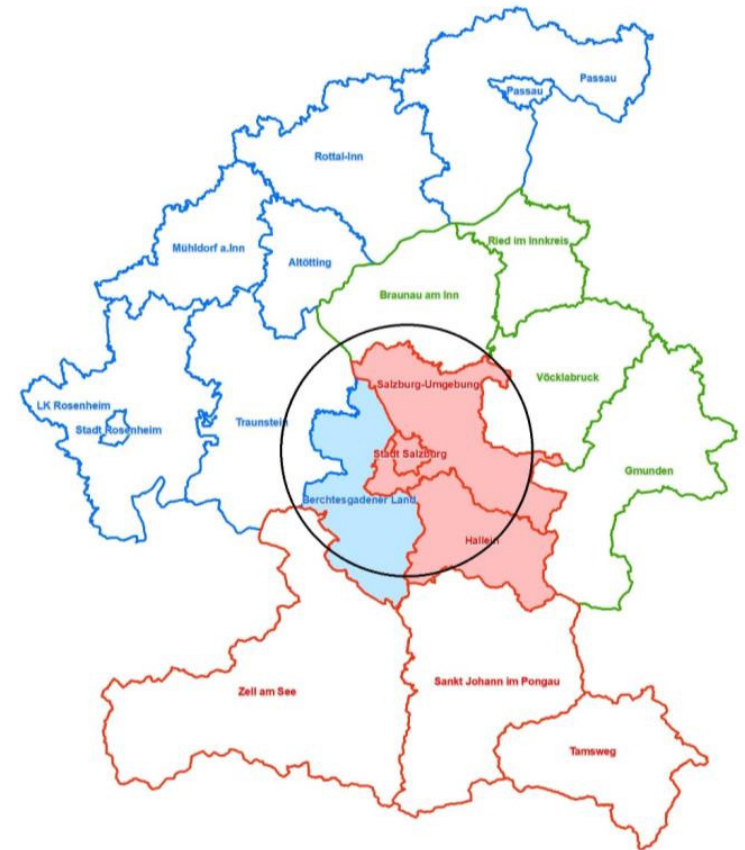 Passau
Passau
Rottal-Inn
Ried im Innkreis
Mühldorf a.Inn
Altötting
Braunau am Inn
Vöcklabruck
Salzburg-Umgebung
LK Rosenheim
Stadt Rosenheim
Traunstein
Stadt Salzburg
Gmunden
Berchtesgadener Land
Hallein
Zell am See
Sankt Johann im Pongau
Tamsweg